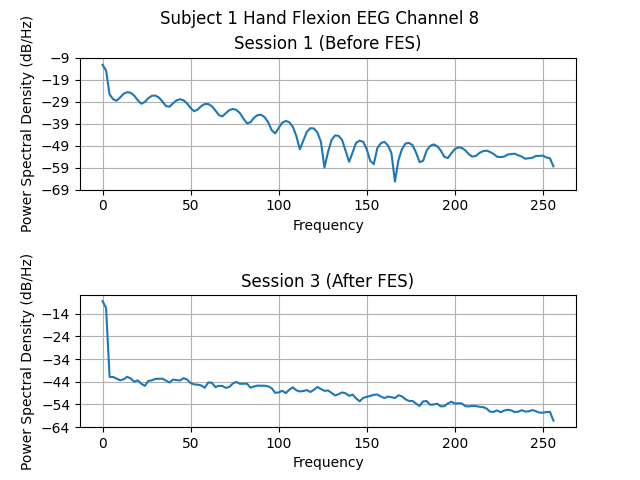 Subject 1 Hand Flexion EEG Channel 8
Session 1 (Before FES)
Power Spectral Density (dB/Hz)
−9
−19
−29
−39
−49
−59
−69
0 50 100 150 200 250
Frequency
Session 3 (After FES)
Power Spectral Density (dB/Hz)
−14
−24
−34
−44
−54
−64
0 50 100 150 200 250
Frequency